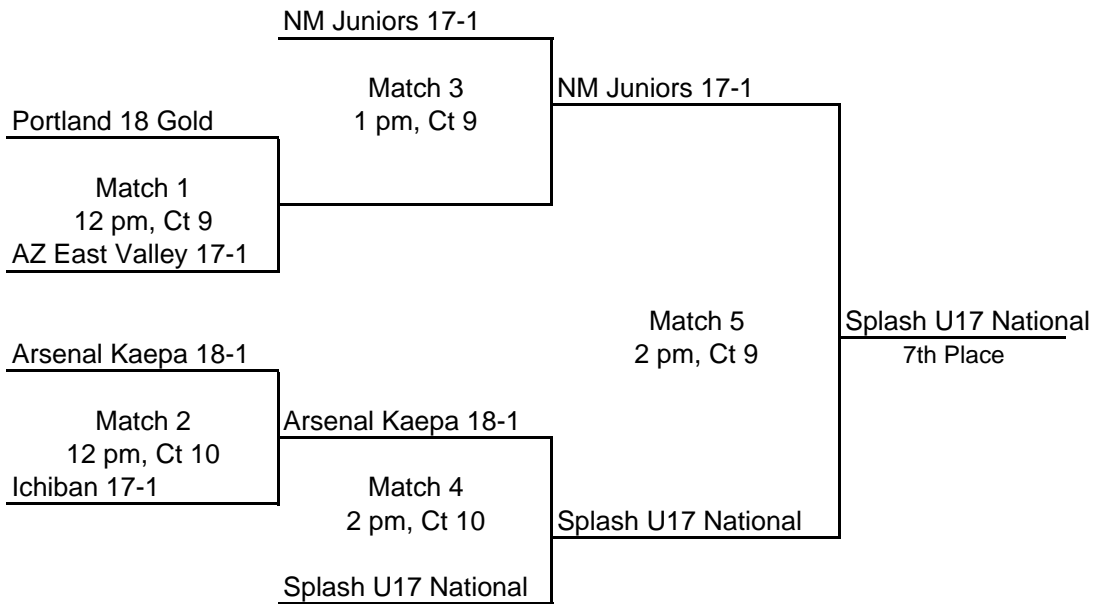 NM Juniors 17-1
Match 3
1 pm, Ct 9
NM Juniors 17-1
Portland 18 Gold
Match 1
12 pm, Ct 9
AZ East Valley 17-1
Match 5
2 pm, Ct 9
Splash U17 National
7th Place
Arsenal Kaepa 18-1
Match 2
12 pm, Ct 10
Ichiban 17-1
Arsenal Kaepa 18-1
Match 4
2 pm, Ct 10
Splash U17 National
Splash U17 National